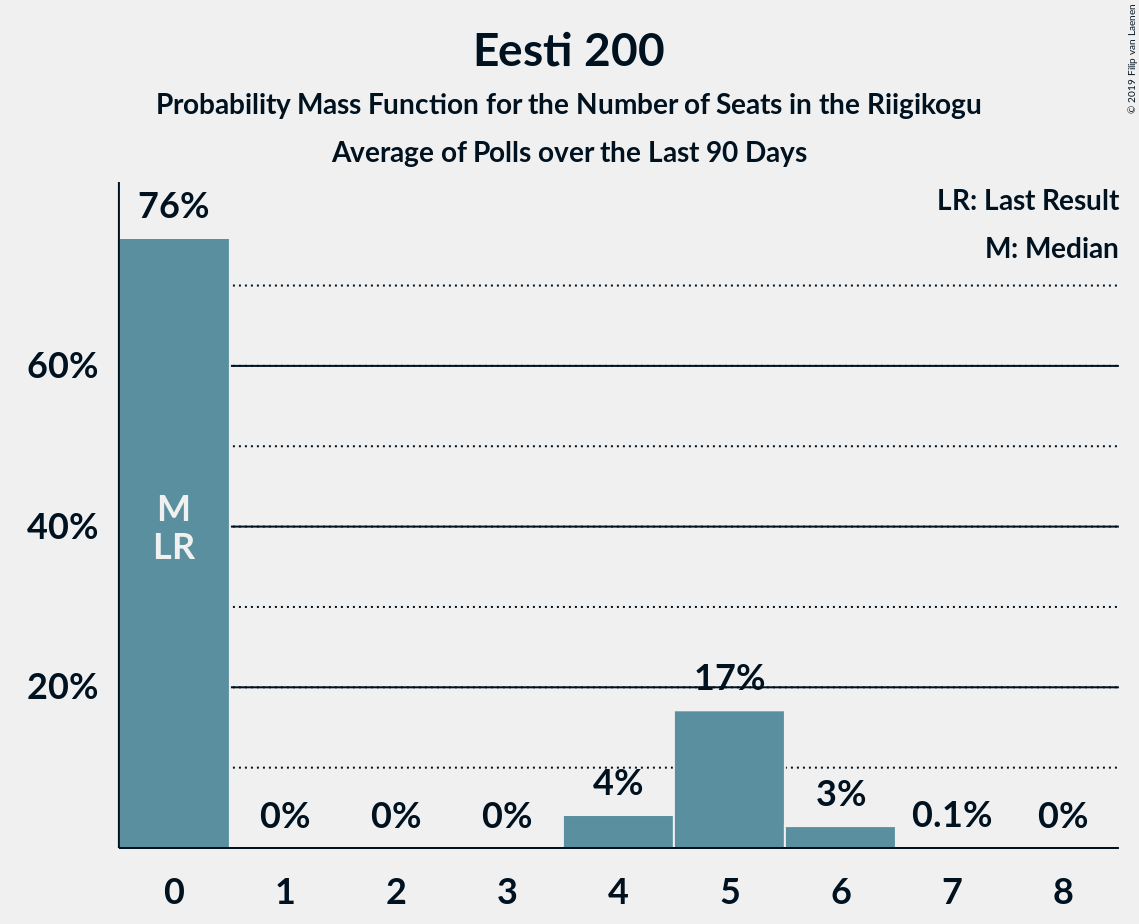 Eesti 200
Probability Mass Function for the Number of Seats in the Riigikogu
Average of Polls over the Last 90 Days
© 2019 Filip van Laenen
LR: Last Result
M: Median
76%
60%
40%
20%
M
LR
0%
0%
0%
4%
17%
3%
0.1%
0%
0 1 2 3 4 5 6 7 8